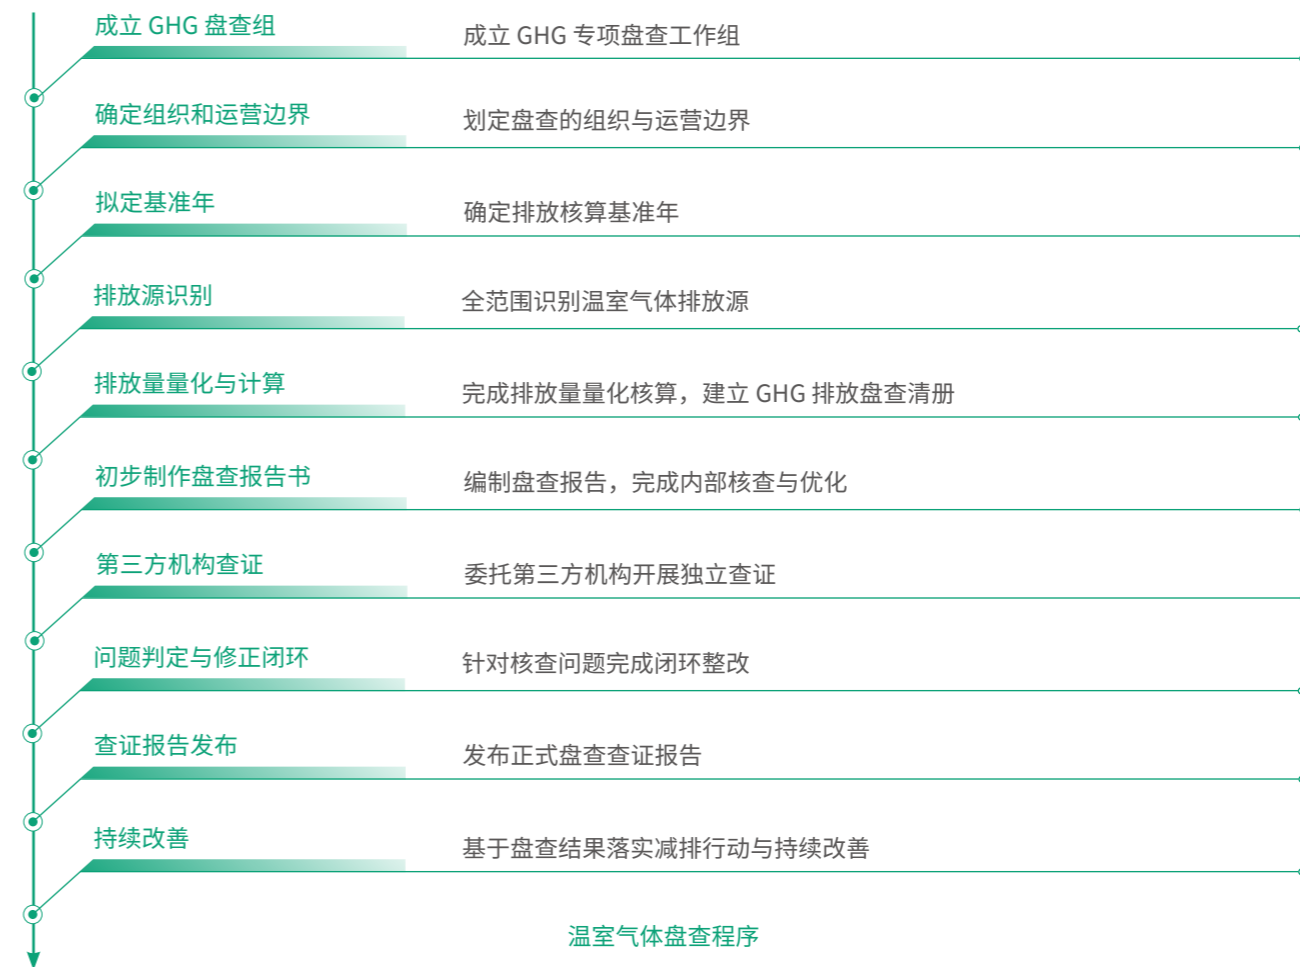 成立 GHG 盘查组
成立 GHG 专项盘查工作组
确定组织和运营边界
划定盘查的组织与运营边界
拟定基准年
确定排放核算基准年
排放源识别
全范围识别温室气体排放源
排放量量化与计算
完成排放量量化核算，建立 GHG 排放盘查清册
初步制作盘查报告书
编制盘查报告，完成内部核查与优化
第三方机构查证
委托第三方机构开展独立查证
问题判定与修正闭环
针对核查问题完成闭环整改
查证报告发布
发布正式盘查查证报告
持续改善
基于盘查结果落实减排行动与持续改善
温室气体盘查程序